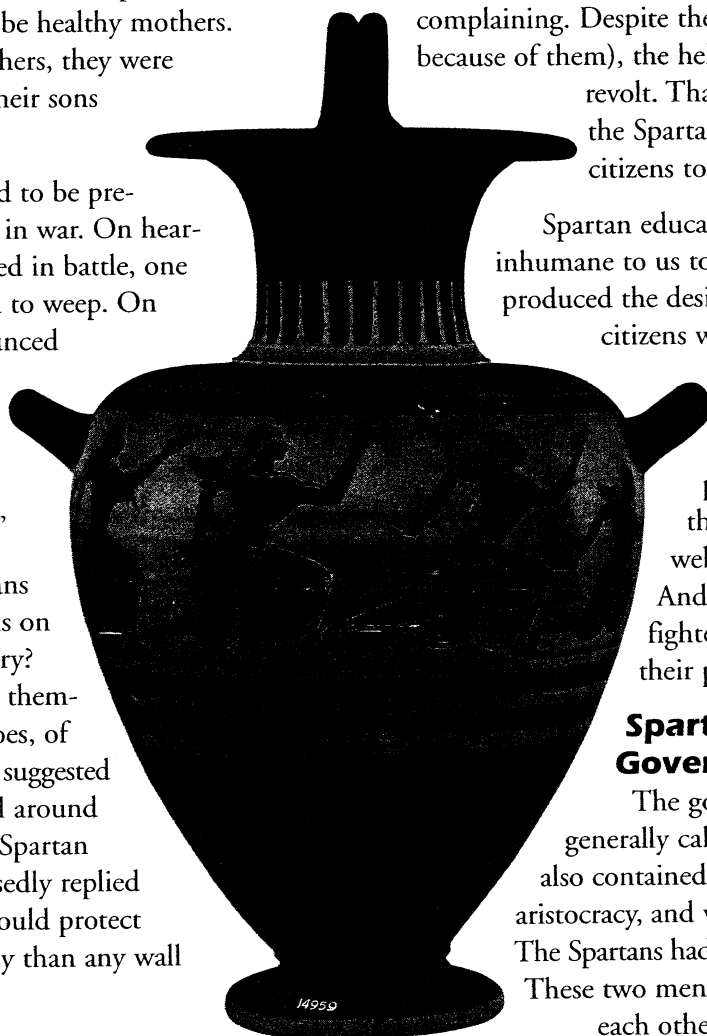 be healthy mothers.
hers, they were
heir sons
d to be pre-
in war. On hear-
ed in battle, one
to weep. On
unced
ans
s on
ry?
them-
oes, of
suggested
l around
Spartan
sedly replied
ould protect
y than any wall
14959
complaining. Despite the
because of them), the hel
revolt. Tha
the Sparta
citizens to
Spartan educa
inhumane to us to
produced the desi
citizens w
th
wel
And
fighte
their p
Spart
Gover
The go
generally cal
also contained
aristocracy, and
The Spartans had
These two men
each othe